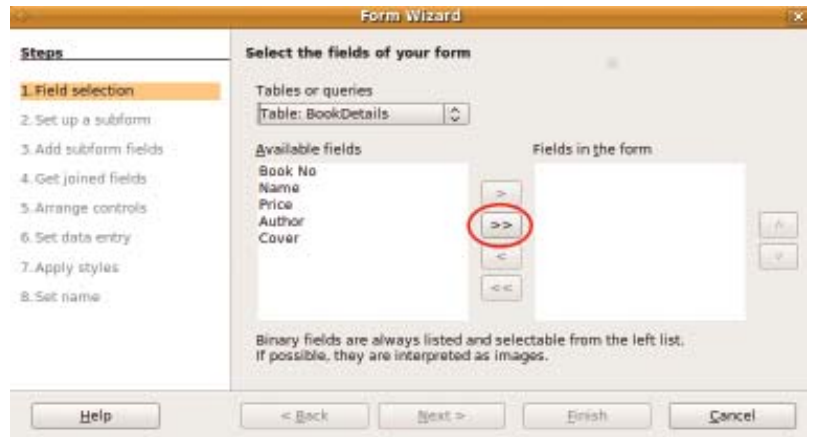 Form Wizard
Steps
1. Field selection
2. Set up a subform
3. Add subform fields
4. Get joined fields
5. Arrange controls
6. Set data entry
7. Apply styles
8. Set name
Select the fields of your form
Tables or queries
Table: BookDetails
Available fields
Book No
Name
Price
Author
Cover
>
>>
<
<<
Fields in the form
Binary fields are always listed and selectable from the left list.
If possible, they are interpreted as images.
Help
< Back
Next >
Finish
Cancel